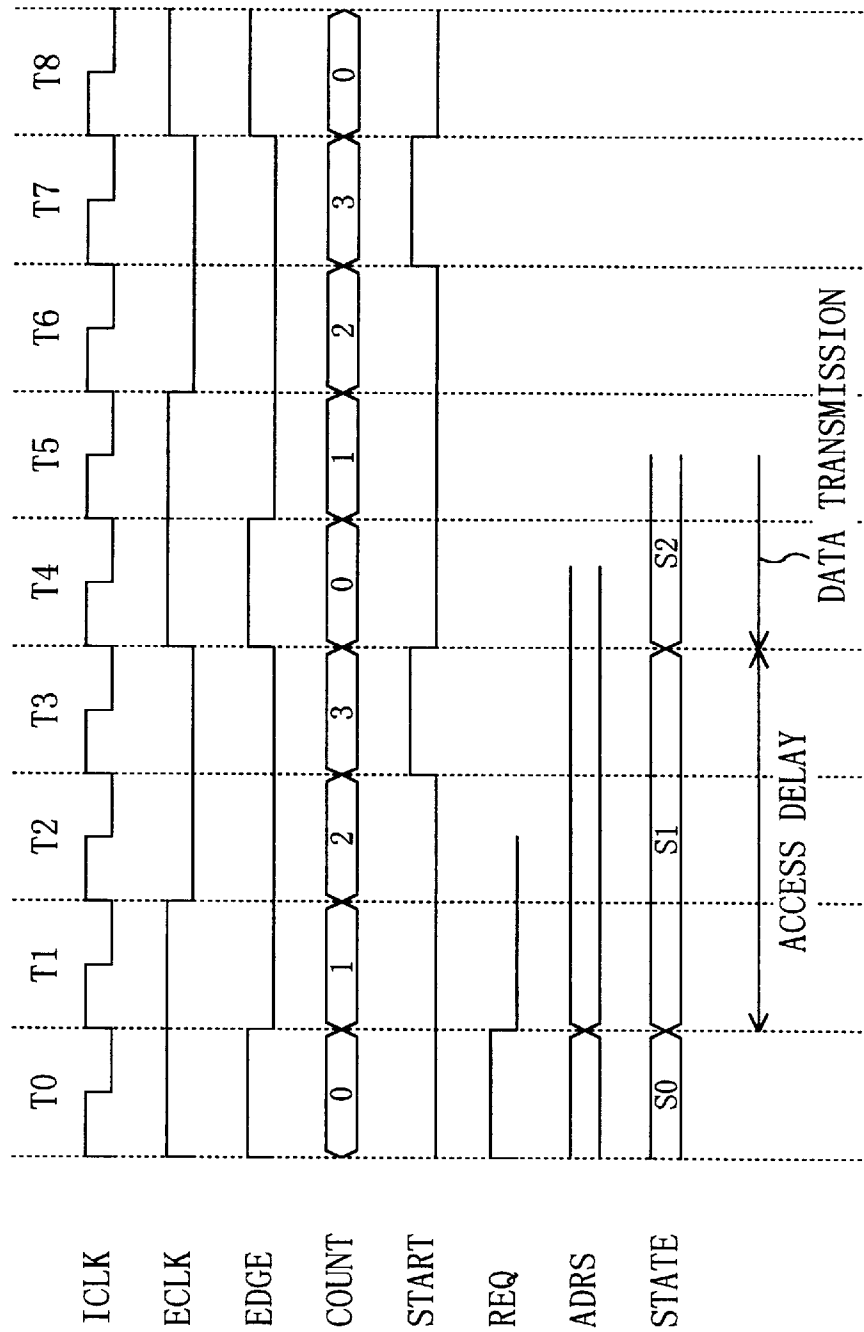 T0 T1 T2 T3 T4 T5 T6 T7 T8
ICLK
ECLK
EDGE
COUNT 0 1 2 3 0 1 2 3 0
START
REQ
ADRS
STATE S0 S1 S2
ACCESS DELAY
DATA TRANSMISSION